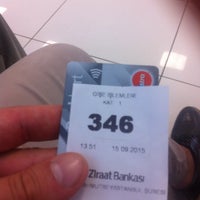 GİŞE İŞLEMLERİ
KAT : 1
346
13:51 15.09.2015
Ziraat Bankası